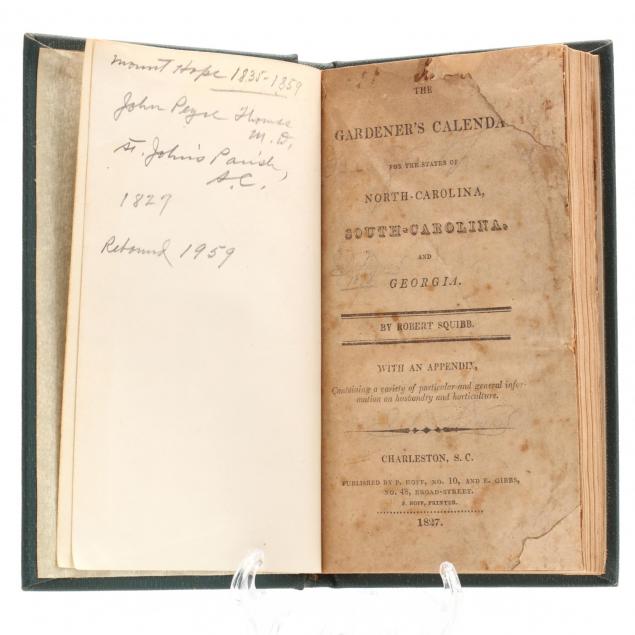 Mount Hope 1835-1859
John Peyre Thomas
M.D.
St. John's Parish,
S.C.
1827
Rebound 1959
THE
GARDENER'S CALENDA
FOR THE STATES OF
NORTH-CAROLINA,
SOUTH-CAROLINA,
AND
GEORGIA.
BY ROBERT SQUIBB.
WITH AN APPENDIX,
Containing a variety of particular and general infor-
mation on husbandry and horticulture.
CHARLESTON, S. C.
PUBLISHED BY P. HOFF, NO. 10, AND E. GIBBS,
NO. 48, BROAD-STREET.
P. HOFF, PRINTER.
1827.